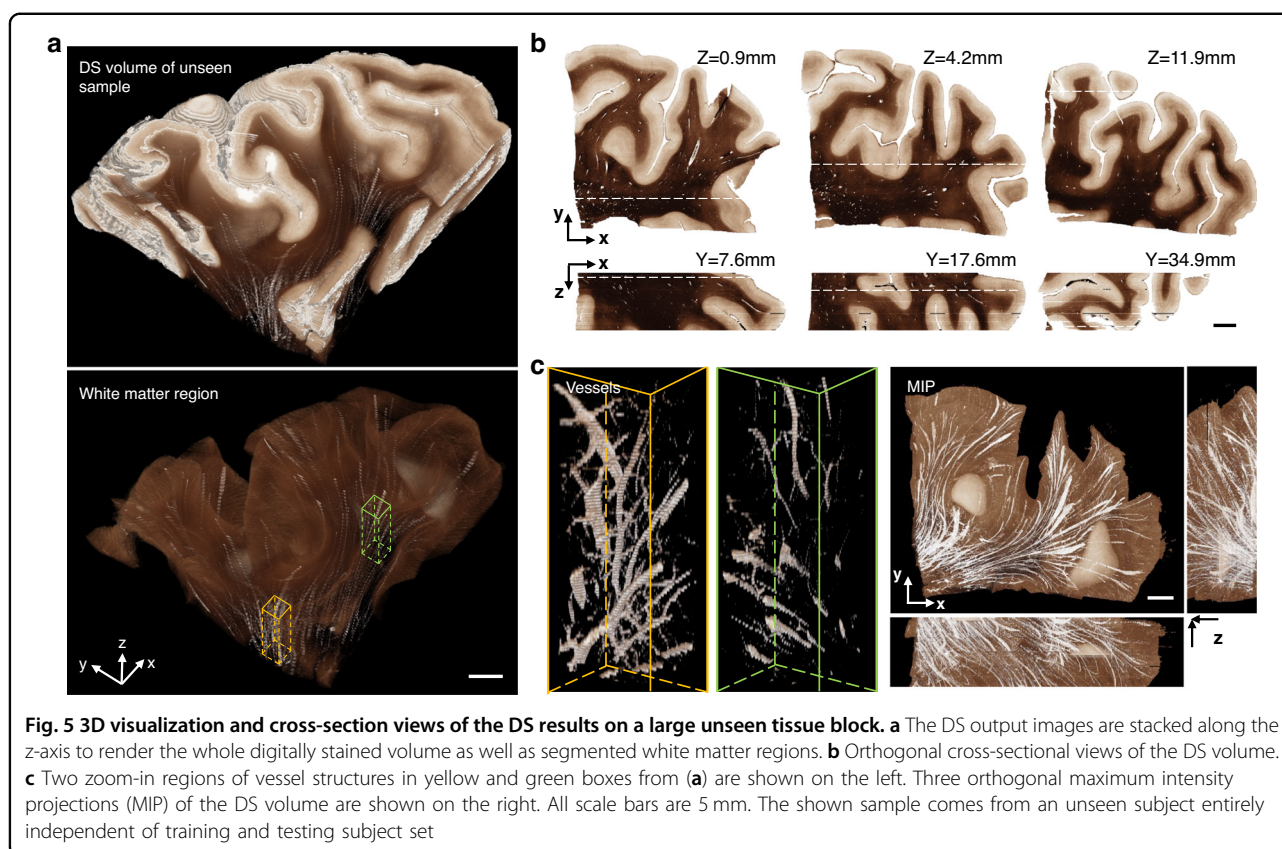 a
DS volume of unseen
sample
White matter region
z
y
x
b
Z=0.9mm
Z=4.2mm
Z=11.9mm
y
x
x
z
Y=7.6mm
Y=17.6mm
Y=34.9mm
c
Vessels
MIP
y
x
z
Fig. 5 3D visualization and cross-section views of the DS results on a large unseen tissue block. a The DS output images are stacked along the
z-axis to render the whole digitally stained volume as well as segmented white matter regions. b Orthogonal cross-sectional views of the DS volume.
c Two zoom-in regions of vessel structures in yellow and green boxes from (a) are shown on the left. Three orthogonal maximum intensity
projections (MIP) of the DS volume are shown on the right. All scale bars are 5 mm. The shown sample comes from an unseen subject entirely
independent of training and testing subject set